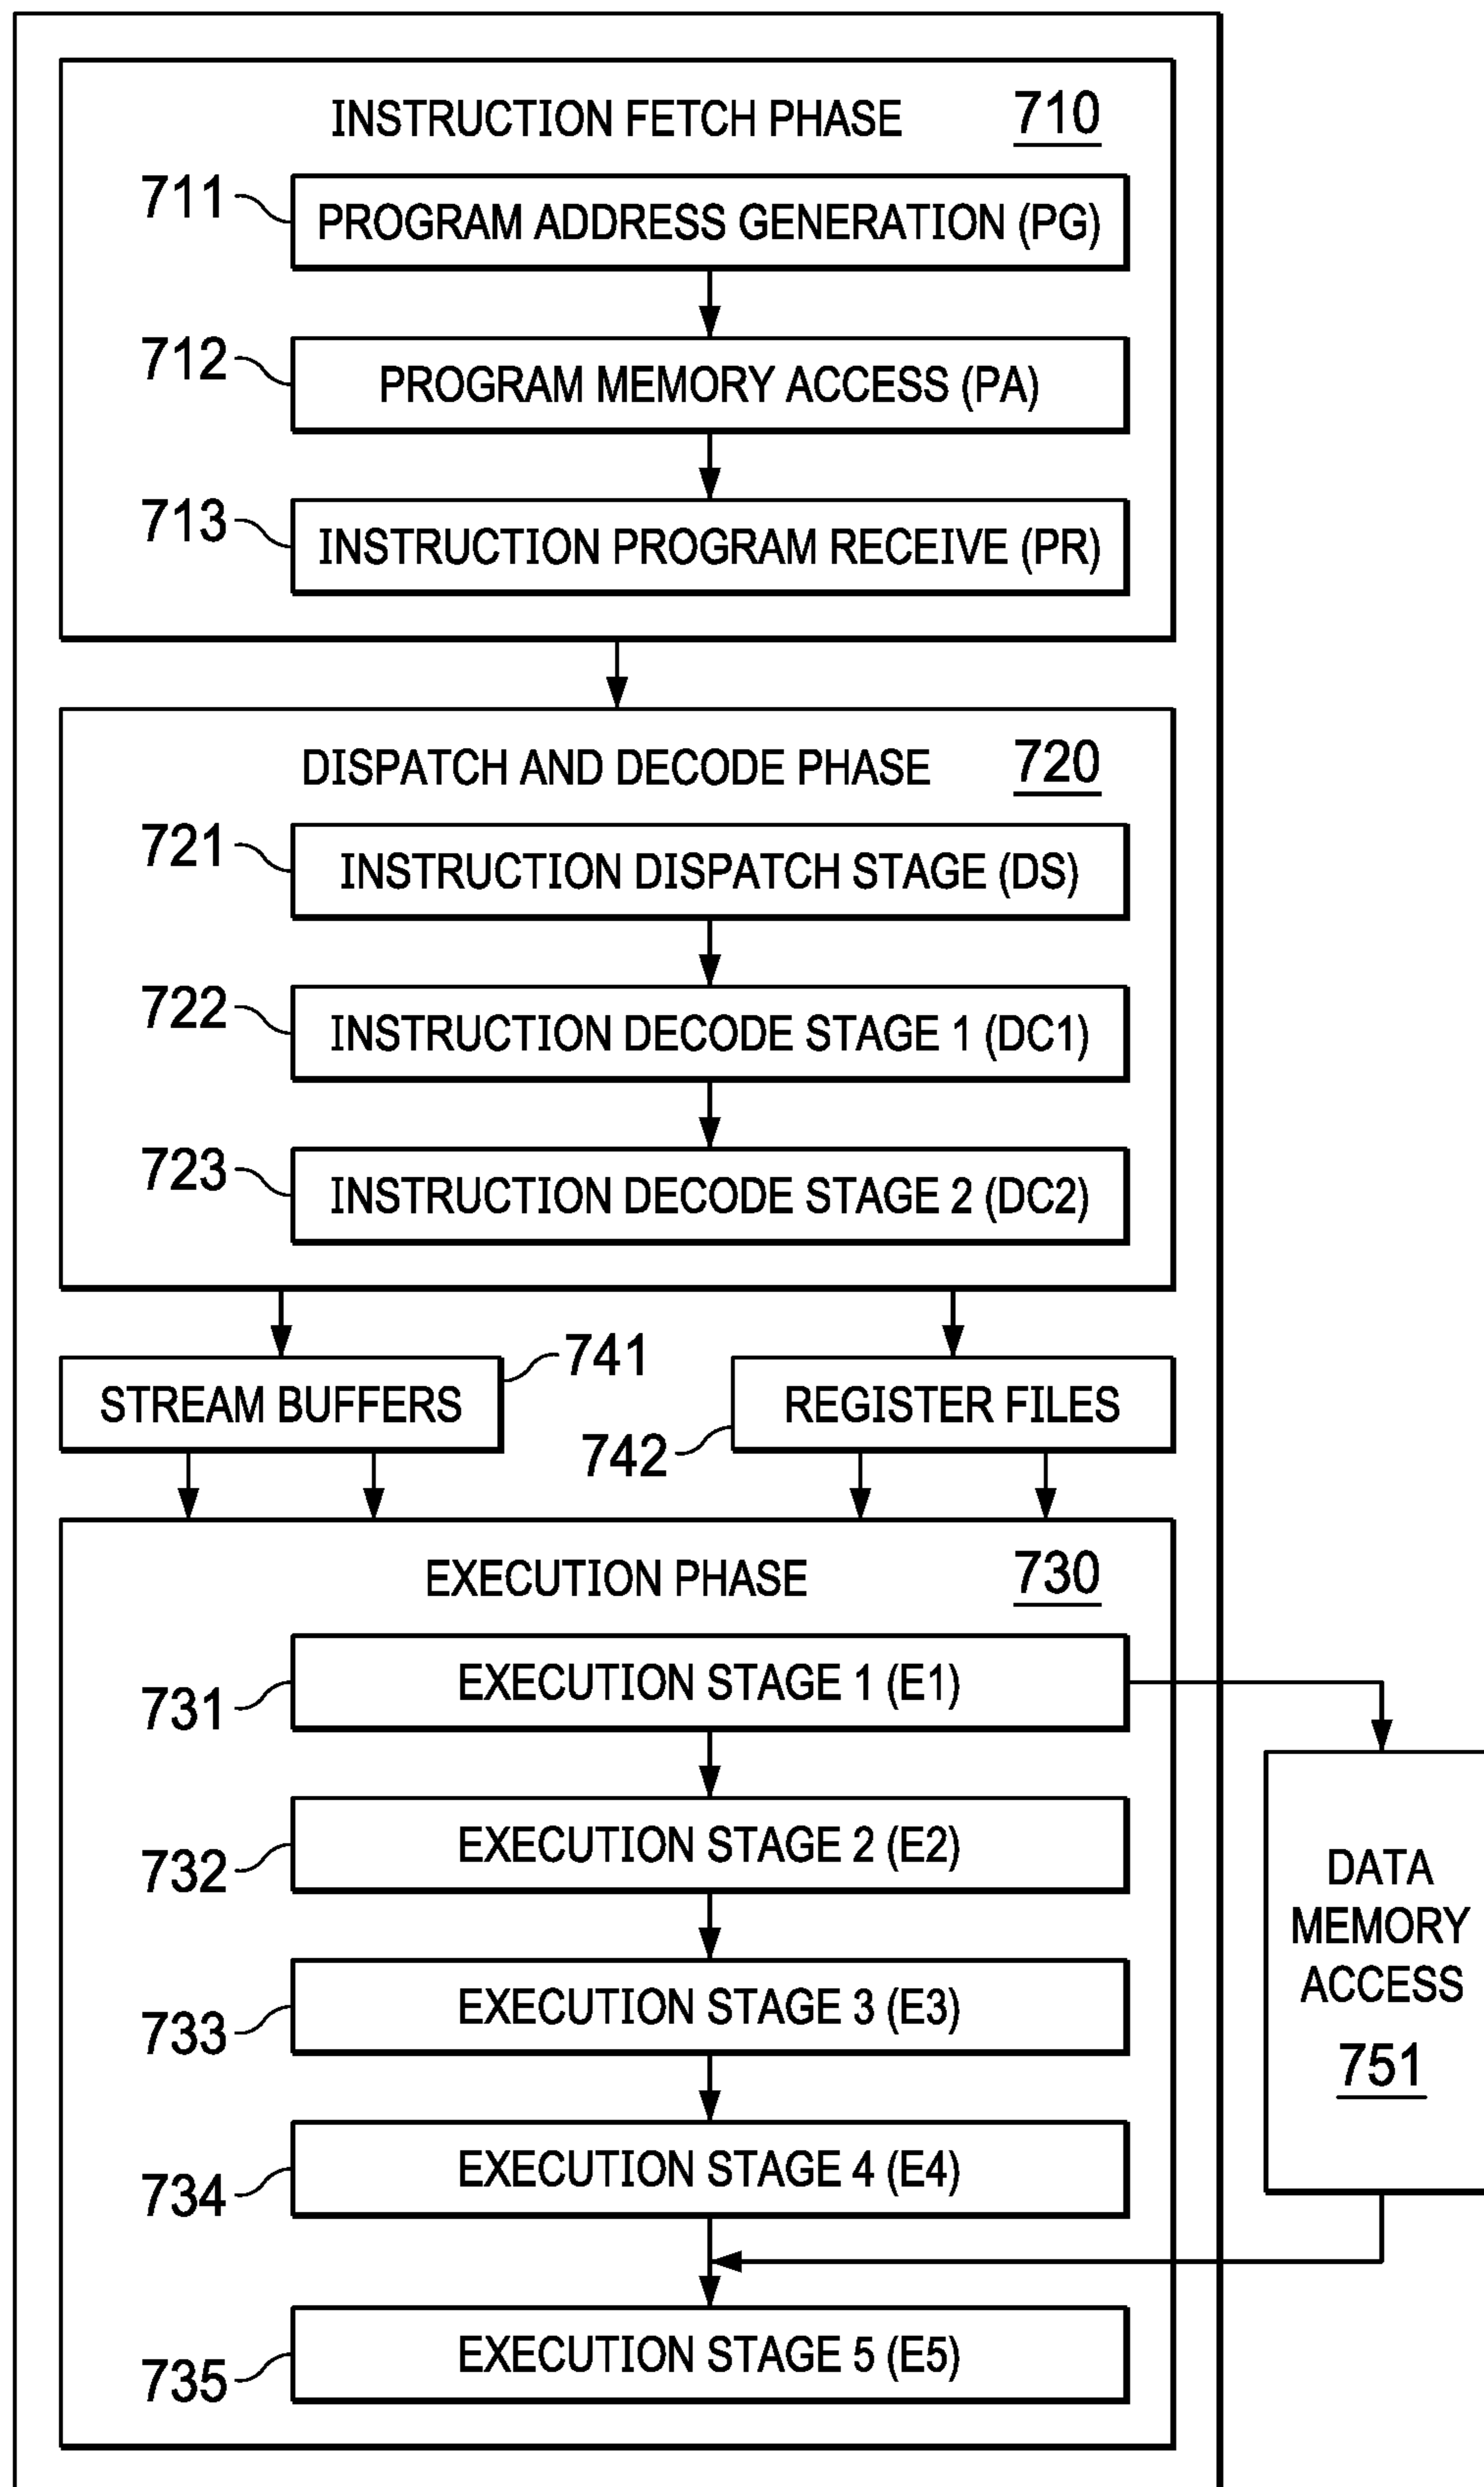 INSTRUCTION FETCH PHASE 710
711 PROGRAM ADDRESS GENERATION (PG)
712 PROGRAM MEMORY ACCESS (PA)
713 INSTRUCTION PROGRAM RECEIVE (PR)
DISPATCH AND DECODE PHASE 720
721 INSTRUCTION DISPATCH STAGE (DS)
722 INSTRUCTION DECODE STAGE 1 (DC1)
723 INSTRUCTION DECODE STAGE 2 (DC2)
STREAM BUFFERS 741
742 REGISTER FILES
EXECUTION PHASE 730
731 EXECUTION STAGE 1 (E1)
732 EXECUTION STAGE 2 (E2)
733 EXECUTION STAGE 3 (E3)
734 EXECUTION STAGE 4 (E4)
735 EXECUTION STAGE 5 (E5)
DATA
MEMORY
ACCESS
751